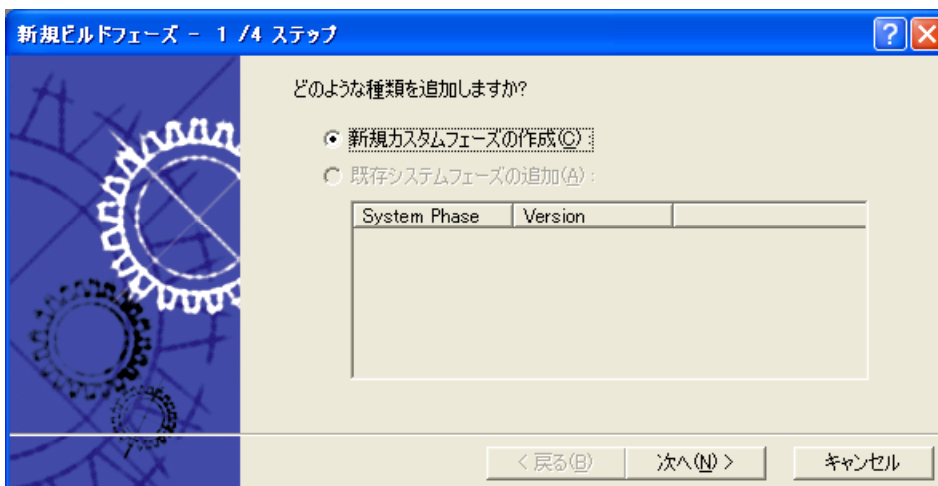 新規ビルドフェーズ - 1 /4 ステップ
どのような種類を追加しますか?
新規カスタムフェーズの作成(C) :
既存システムフェーズの追加(A) :
System Phase Version
< 戻る(B) 次へ(N) > キャンセル